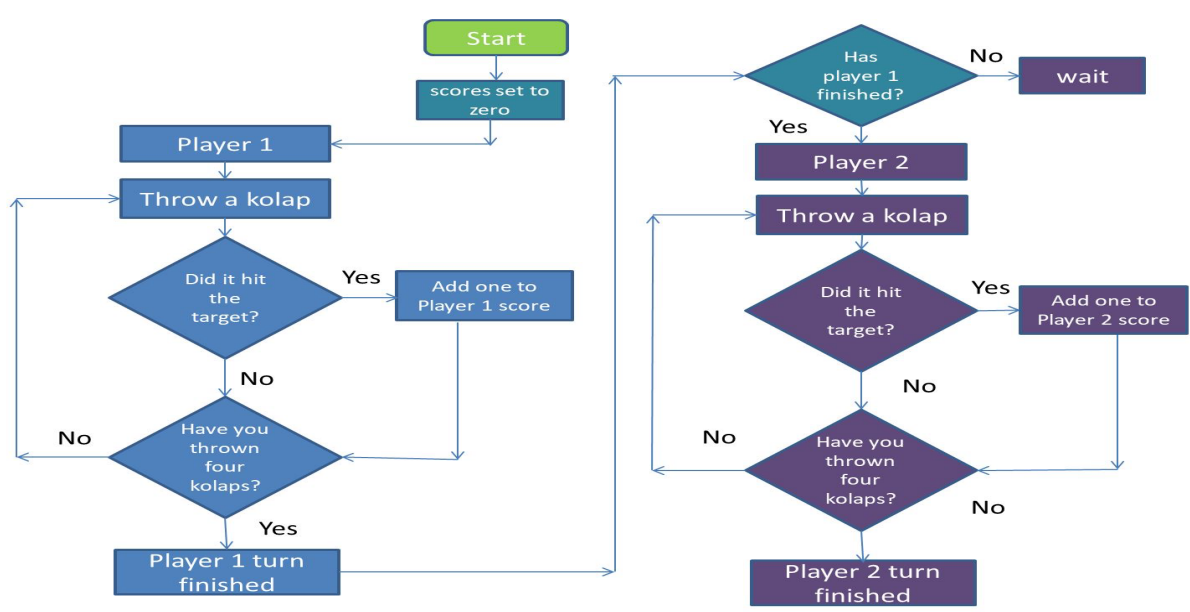 Start
scores set to
zero
Player 1
Throw a kolap
Did it hit
the
target?
Yes
Add one to
Player 1 score
No
Have you
thrown
four
kolaps?
No
Yes
Player 1 turn
finished
Has
player 1
finished?
No
wait
Yes
Player 2
Throw a kolap
Did it hit
the
target?
Yes
Add one to
Player 2 score
No
Have you
thrown
four
kolaps?
No
No
Player 2 turn
finished